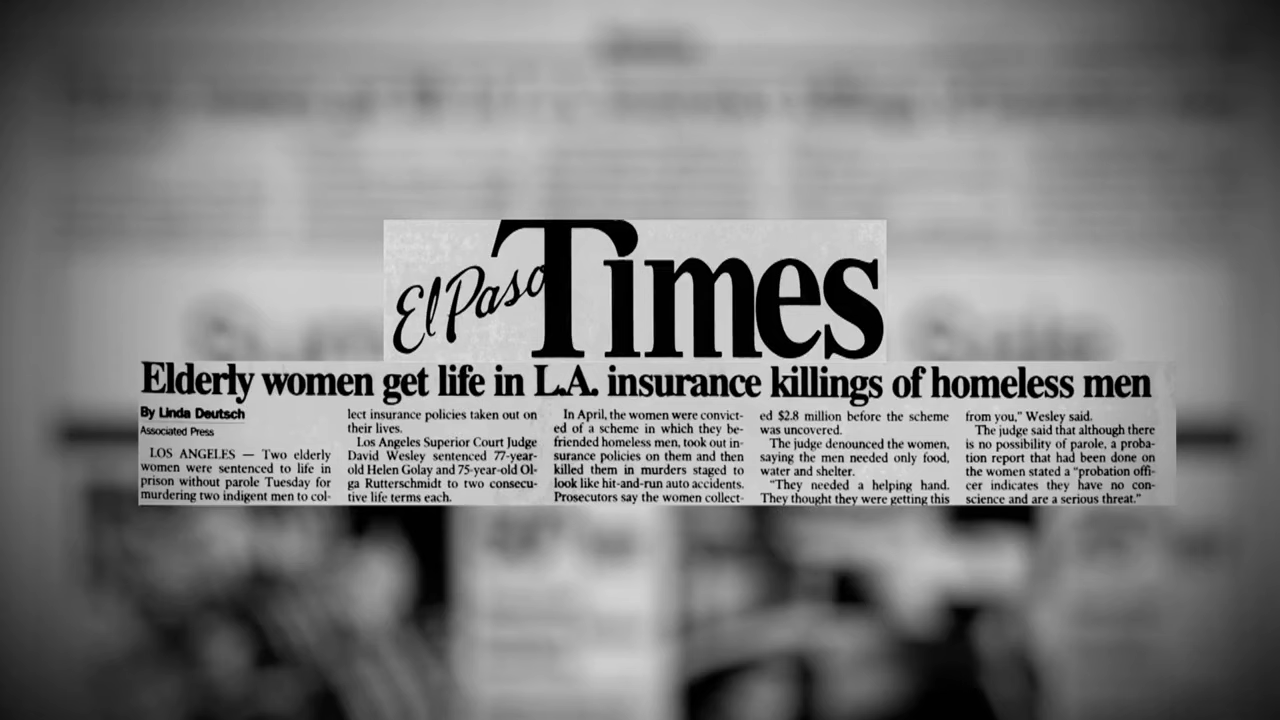 El Paso Times
Elderly women get life in L.A. insurance killings of homeless men
By Linda Deutsch
Associated Press
LOS ANGELES — Two elderly
women were sentenced to life in
prison without parole Tuesday for
murdering two indigent men to col-
lect insurance policies taken out on
their lives.
Los Angeles Superior Court Judge
David Wesley sentenced 77-year-
old Helen Golay and 75-year-old Ol-
ga Rutterschmidt to two consecu-
tive life terms each.
In April, the women were convict-
ed of a scheme in which they be-
friended homeless men, took out in-
surance policies on them and then
killed them in murders staged to
look like hit-and-run auto accidents.
Prosecutors say the women collect-
ed $2.8 million before the scheme
was uncovered.
The judge denounced the women,
saying the men needed only food,
water and shelter.
"They needed a helping hand.
They thought they were getting this
from you," Wesley said.
The judge said that although there
is no possibility of parole, a proba-
tion report that had been done on
the women stated a "probation offi-
cer indicates they have no con-
science and are a serious threat."